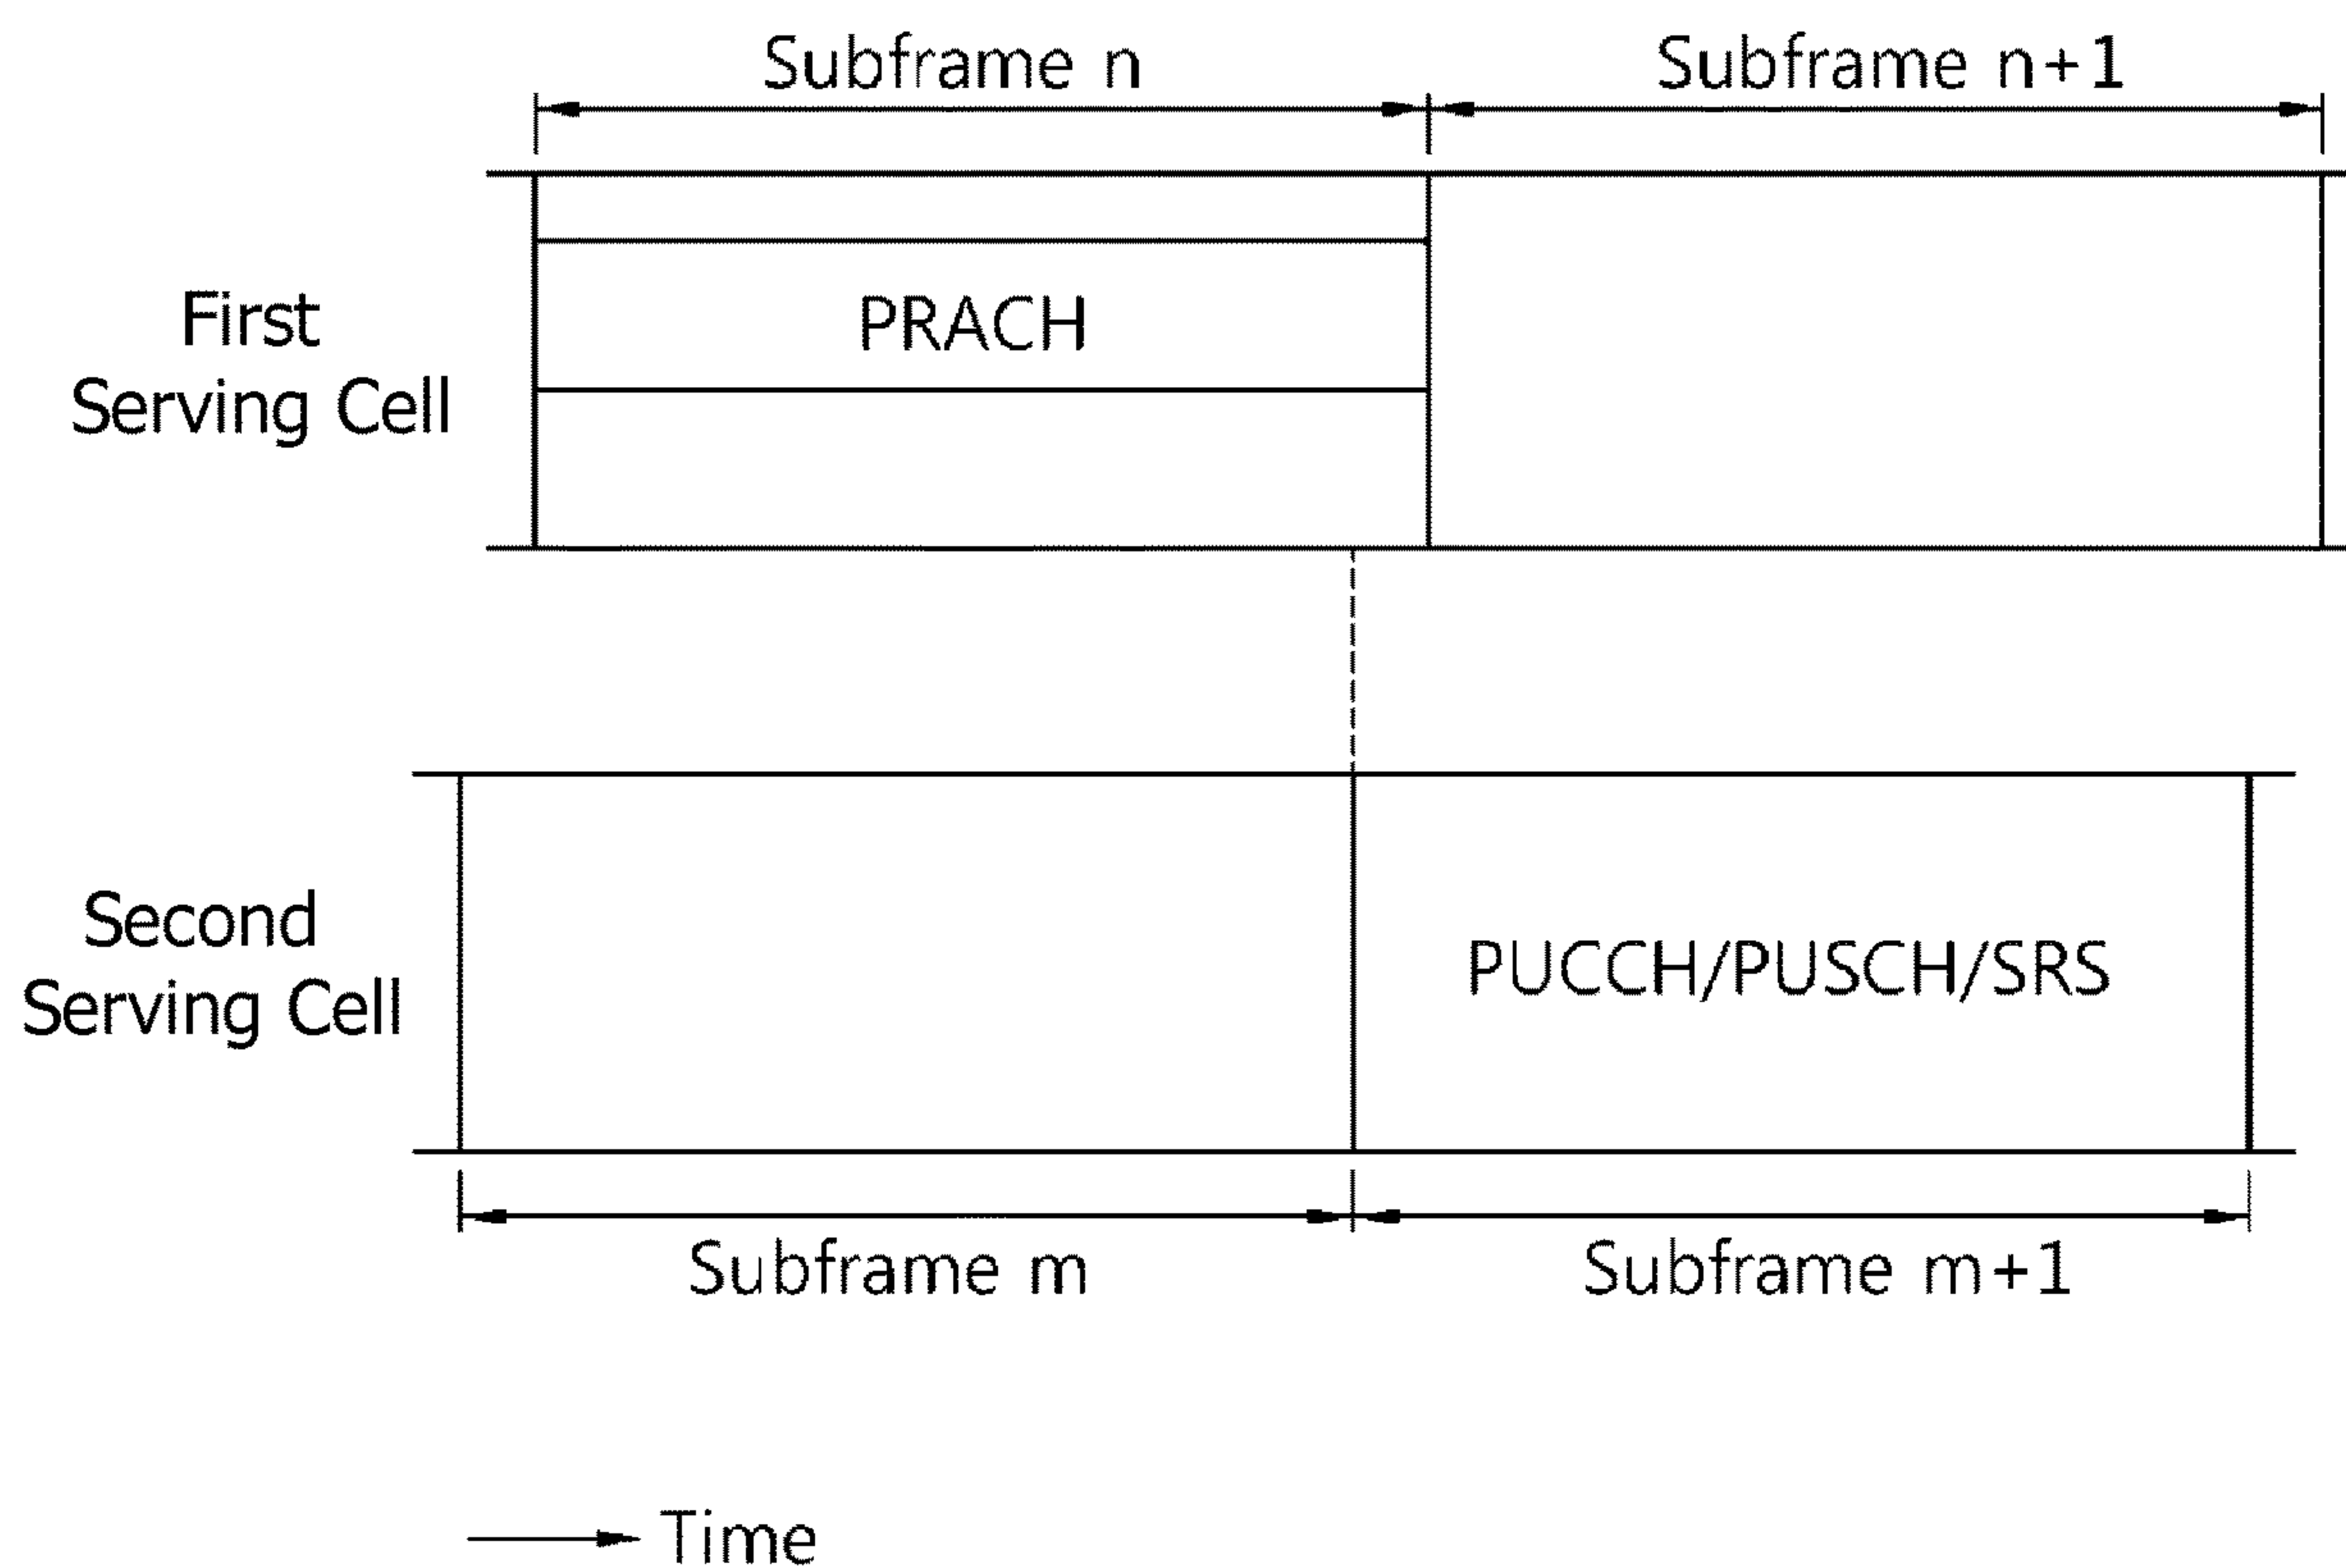 Subframe n
Subframe n+1
First
Serving Cell
PRACH
Second
Serving Cell
PUCCH/PUSCH/SRS
Subframe m
Subframe m+1
Time